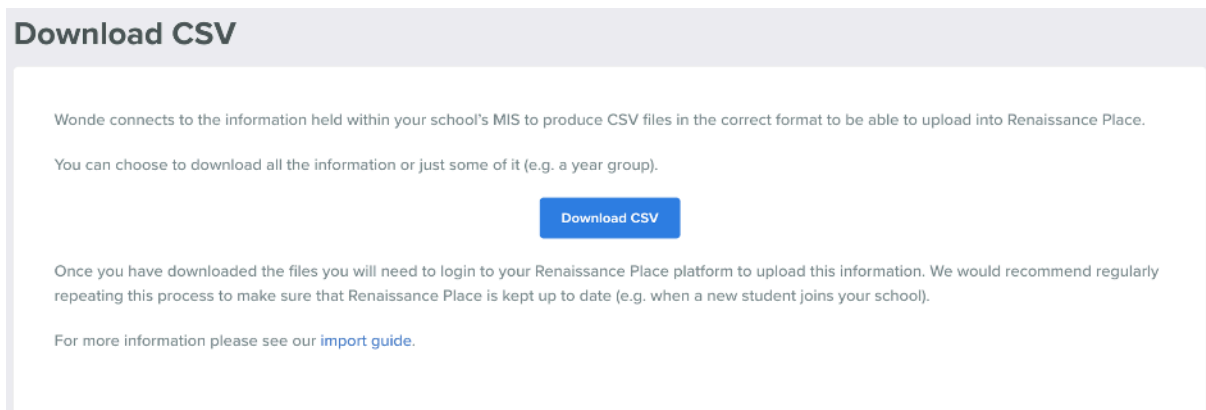 Download CSV
Wonde connects to the information held within your school's MIS to produce CSV files in the correct format to be able to upload into Renaissance Place.
You can choose to download all the information or just some of it (e.g. a year group).
Download CSV
Once you have downloaded the files you will need to login to your Renaissance Place platform to upload this information. We would recommend regularly
repeating this process to make sure that Renaissance Place is kept up to date (e.g. when a new student joins your school).
For more information please see our import guide.